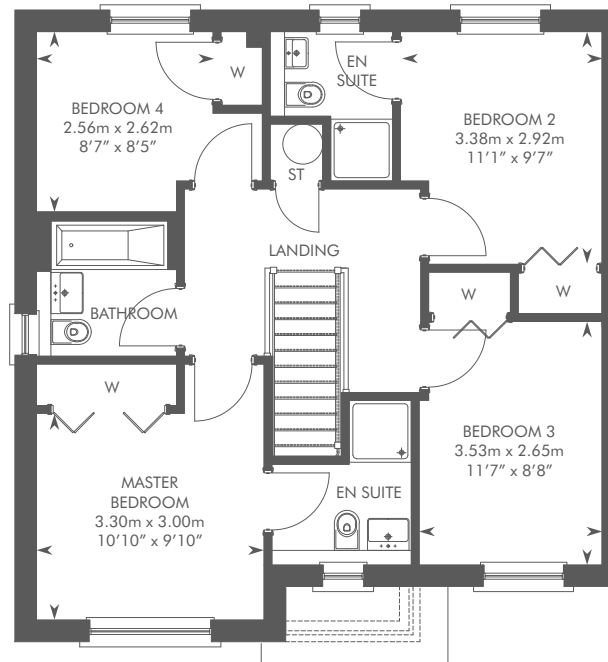 BEDROOM 4
2.56m x 2.62m
8’7” x 8’5”
W
EN
SUITE
BEDROOM 2
3.38m x 2.92m
11’1” x 9’7”
ST
LANDING
W
W
BATHROOM
W
MASTER
BEDROOM
3.30m x 3.00m
10’10” x 9’10”
EN SUITE
BEDROOM 3
3.53m x 2.65m
11’7” x 8’8”